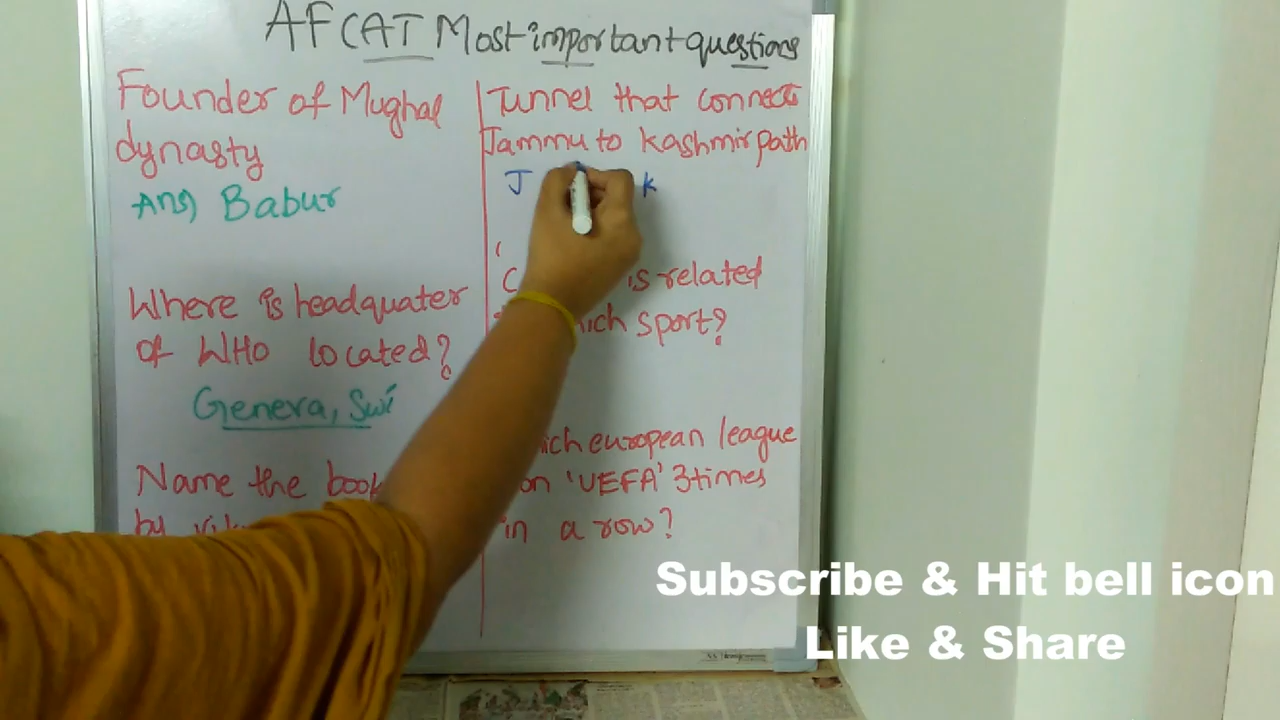 AFCAT Most important questions
Founder of Mughal
dynasty
Ans) Babur
Where is headquater
of WHO located?
Geneva, Swi
Name the book
by
Tunnel that connects
Jammu to Kashmir path
J K
is related
sport?
european league
'UEFA' 3times
in a row?
Subscribe & Hit bell icon
Like & Share